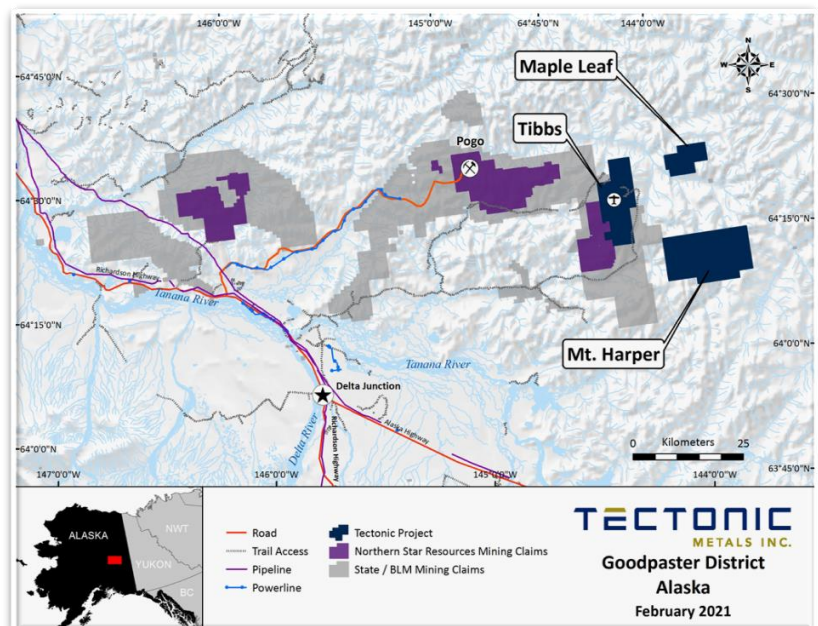 146°0'0"W
145°0'0"W
144°45'0"W
144°0'0"W
64°45'0"N
64°30'0"N
Maple Leaf
N
W
E
S
Tibbs
Pogo
64°30'0"N
64°15'0"N
Richardson Highway
Tanana River
64°15'0"N
64°0'0"N
Mt. Harper
Tanana River
Delta Junction
Delta River
Richardson Highway
Alaska Highway
Kilometers
0
25
64°0'0"N
63°45'0"N
147°0'0"W
146°0'0"W
145°0'0"W
144°0'0"W
ALASKA
NWT
YUKON
BC
Road
Trail Access
Pipeline
Powerline
Tectonic Project
Northern Star Resources Mining Claims
State / BLM Mining Claims
TECTONIC
METALS INC.
Goodpaster District
Alaska
February 2021